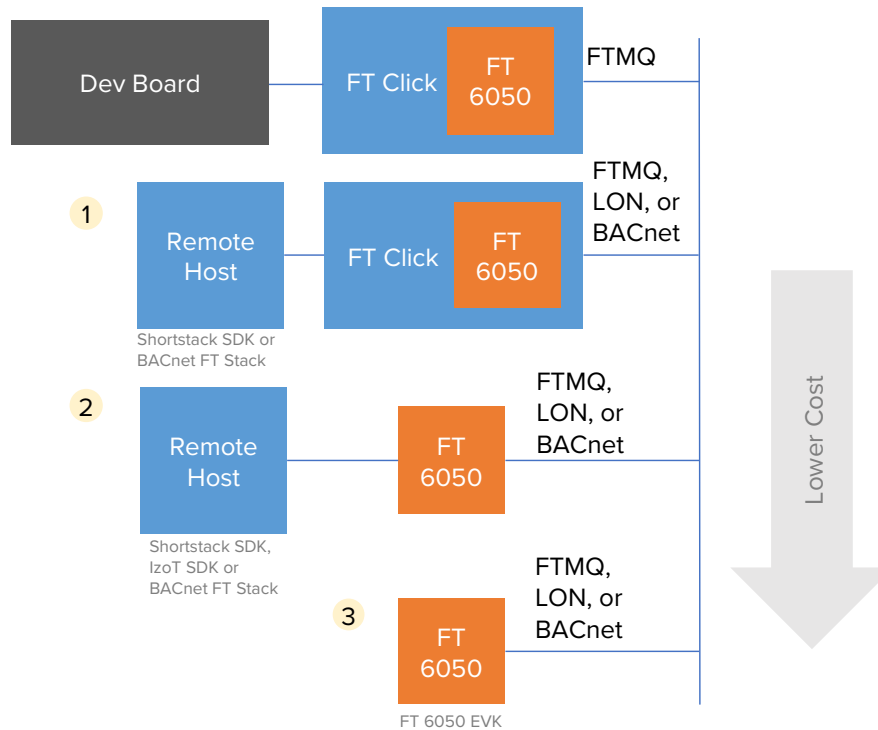 Dev Board
FT Click
FT
6050
FTMQ
1
Remote
Host
FT Click
FT
6050
FTMQ,
LON, or
BACnet
Shortstack SDK or
BACnet FT Stack
2
Remote
Host
FT
6050
FTMQ,
LON, or
BACnet
Shortstack SDK,
IzoT SDK or
BACnet FT Stack
3
FT
6050
FTMQ,
LON, or
BACnet
FT 6050 EVK
Lower Cost